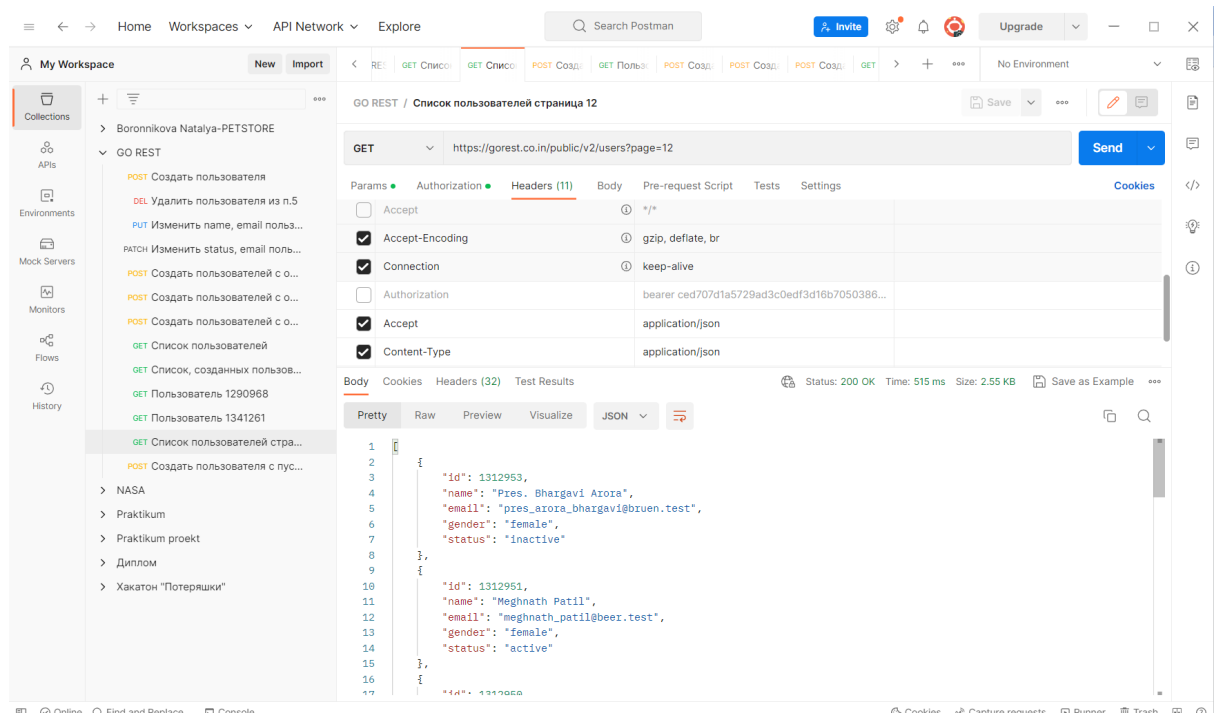 Home Workspaces API Network Explore Search Postman Invite Upgrade
My Workspace New Import GET Списо GET Списо POST Созд GET Польз POST Созд POST Созд POST Созд GET No Environment
Collections
APIs
Environments
Mock Servers
Monitors
Flows
History
Boronnikova Natalya-PETSTORE
GO REST
POST Создать пользователя
DEL Удалить пользователя из п.5
PUT Изменить name, email польз...
PATCH Изменить status, email поль...
POST Создать пользователей с о...
POST Создать пользователей с о...
POST Создать пользователей с о...
GET Список пользователей
GET Список, созданных пользов...
GET Пользователь 1290968
GET Пользователь 1341261
GET Список пользователей стра...
POST Создать пользователя с пус...
NASA
Praktikum
Praktikum proekt
Диплом
Хакатон "Потеряшки"
GO REST / Список пользователей страница 12 Save
GET https://gorest.co.in/public/v2/users?page=12 Send
Params Authorization Headers (11) Body Pre-request Script Tests Settings Cookies
Accept */*
Accept-Encoding gzip, deflate, br
Connection keep-alive
Authorization bearer ced707d1a5729ad3c0edf3d16b7050386...
Accept application/json
Content-Type application/json
Body Cookies Headers (32) Test Results Status: 200 OK Time: 515 ms Size: 2.55 KB Save as Example
Pretty Raw Preview Visualize JSON
1 [
2 {
3 "id": 1312953,
4 "name": "Pres. Bhargavi Arora",
5 "email": "pres_arora_bhargavi@bruen.test",
6 "gender": "female",
7 "status": "inactive"
8 },
9 {
10 "id": 1312951,
11 "name": "Meghnath Patil",
12 "email": "meghnath_patil@beer.test",
13 "gender": "female",
14 "status": "active"
15 },
16 {
17 "id": 1312950
Online Find and Replace Console Cookies Capture requests Runner Trash